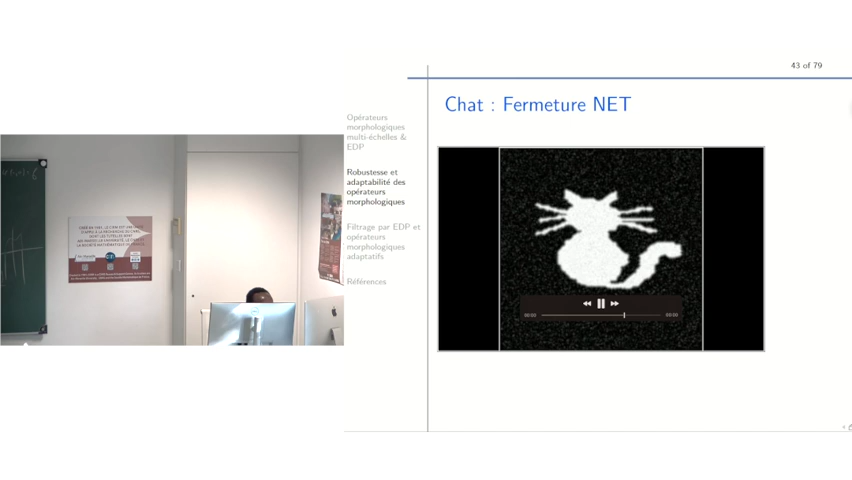 43 of 79
Chat : Fermeture NET
Opérateurs
morphologiques
multi-échelles &
EDP
Robustesse et
adaptabilité des
opérateurs
morphologiques
Filtrage par EDP et
opérateurs
morphologiques
adaptatifs
Références
00:00
00:00